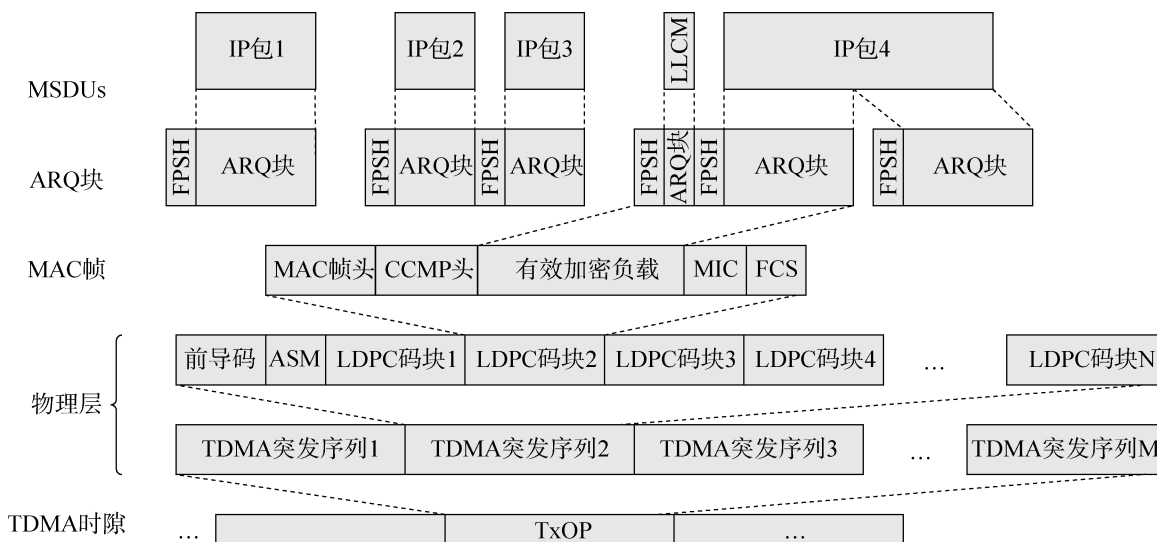 IP包1 IP包2 IP包3 LLCM IP包4
MSDUs
FPSH ARQ块 FPSH ARQ块 FPSH ARQ块 FPSH ARQ块 FPSH ARQ块 FPSH ARQ块
ARQ块
MAC帧 MAC帧头 CCMP头 有效加密负载 MIC FCS
前导码 ASM LDPC码块1 LDPC码块2 LDPC码块3 LDPC码块4 … LDPC码块N
物理层
TDMA突发序列1 TDMA突发序列2 TDMA突发序列3 … TDMA突发序列M
TDMA时隙 … TxOP …